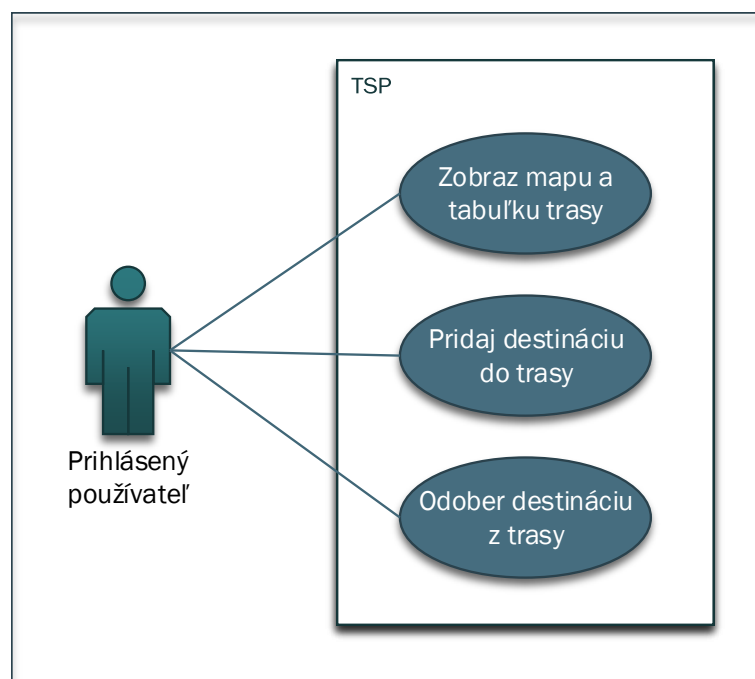 TSP
Zobraz mapu a
tabuľku trasy
Pridaj destináciu
do trasy
Odober destináciu
z trasy
Prihlásený
používateľ